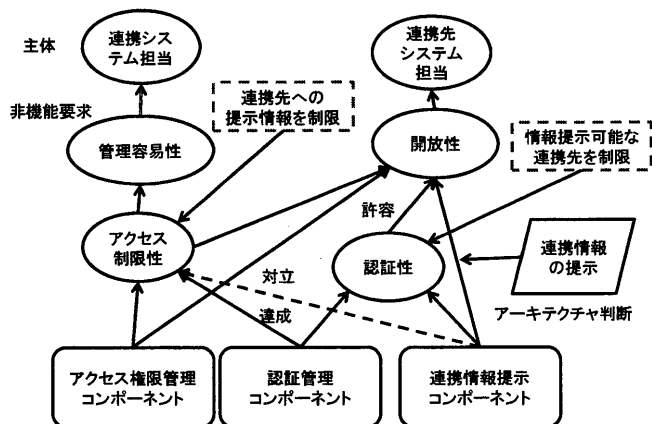 主体
連携シス
テム担当
連携先
システム
担当
非機能要求
連携先への
提示情報を制限
管理容易性
開放性
情報提示可能な
連携先を制限
許容
アクセス
制限性
認証性
連携情報
の提示
対立
達成
アーキテクチャ判断
アクセス権限管理
コンポーネント
認証管理
コンポーネント
連携情報提示
コンポーネント